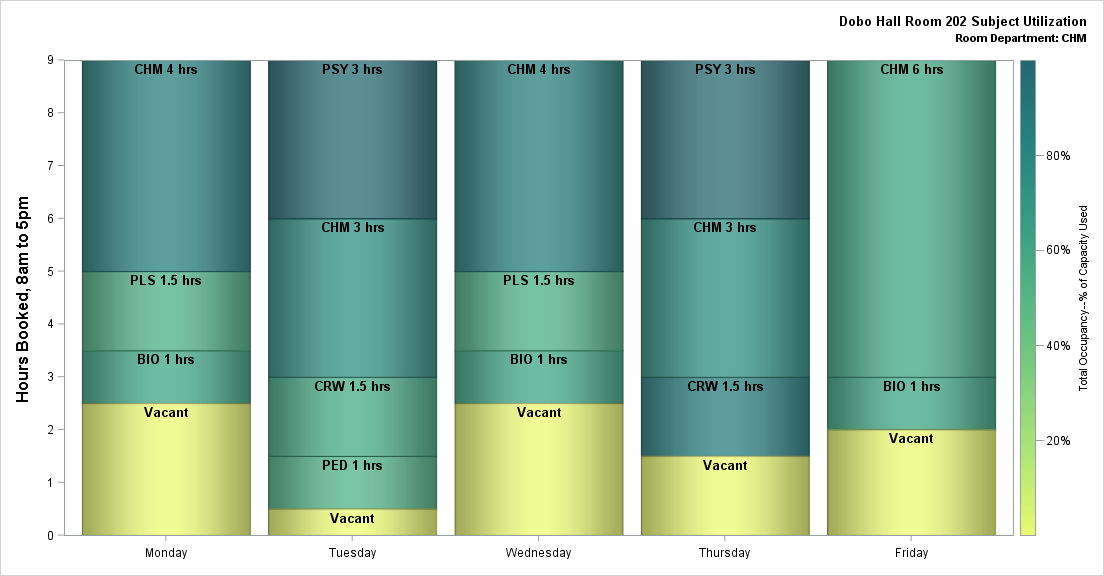 Dobo Hall Room 202 Subject Utilization
Room Department: CHM
Hours Booked, 8am to 5pm
9
8
7
6
5
4
3
2
1
0
CHM 4 hrs
PLS 1.5 hrs
BIO 1 hrs
Vacant
Monday
PSY 3 hrs
CHM 3 hrs
CRW 1.5 hrs
PED 1 hrs
Vacant
Tuesday
CHM 4 hrs
PLS 1.5 hrs
BIO 1 hrs
Vacant
Wednesday
PSY 3 hrs
CHM 3 hrs
CRW 1.5 hrs
Vacant
Thursday
CHM 6 hrs
BIO 1 hrs
Vacant
Friday
80%
60%
40%
20%
Total Occupancy--% of Capacity Used